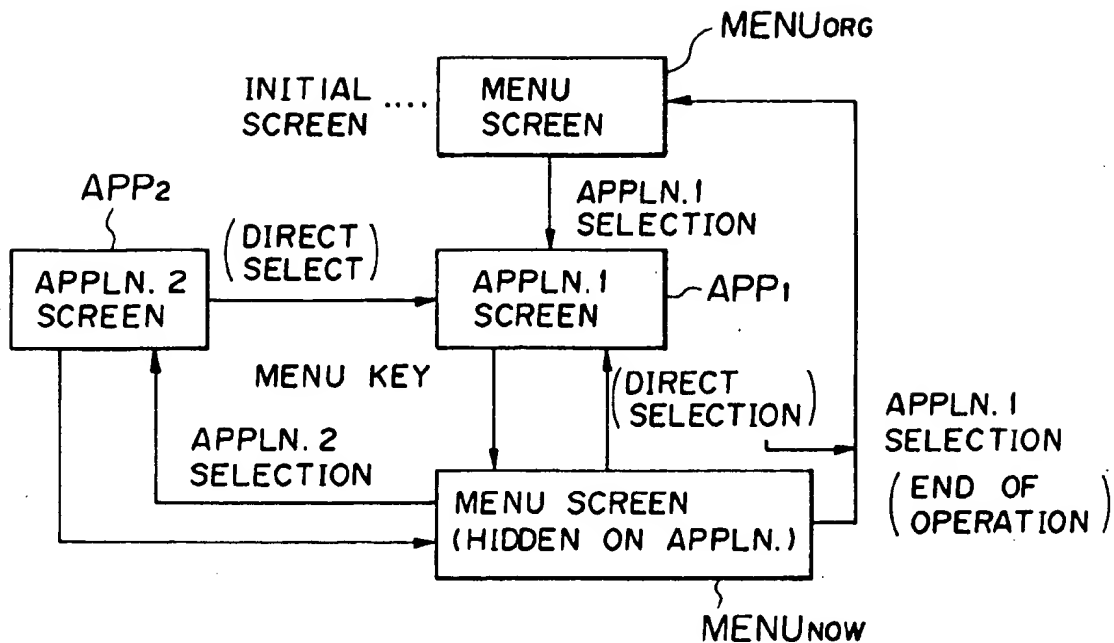 MENUORG
INITIAL
SCREEN ....
MENU
SCREEN
APP2
APPLN.1
SELECTION
(DIRECT
SELECT)
APPLN. 2
SCREEN
APPLN.1
SCREEN
APP1
MENU KEY
(DIRECT
SELECTION)
APPLN. 2
SELECTION
APPLN.1
SELECTION
(END OF
OPERATION)
MENU SCREEN
(HIDDEN ON APPLN.)
MENUNOW